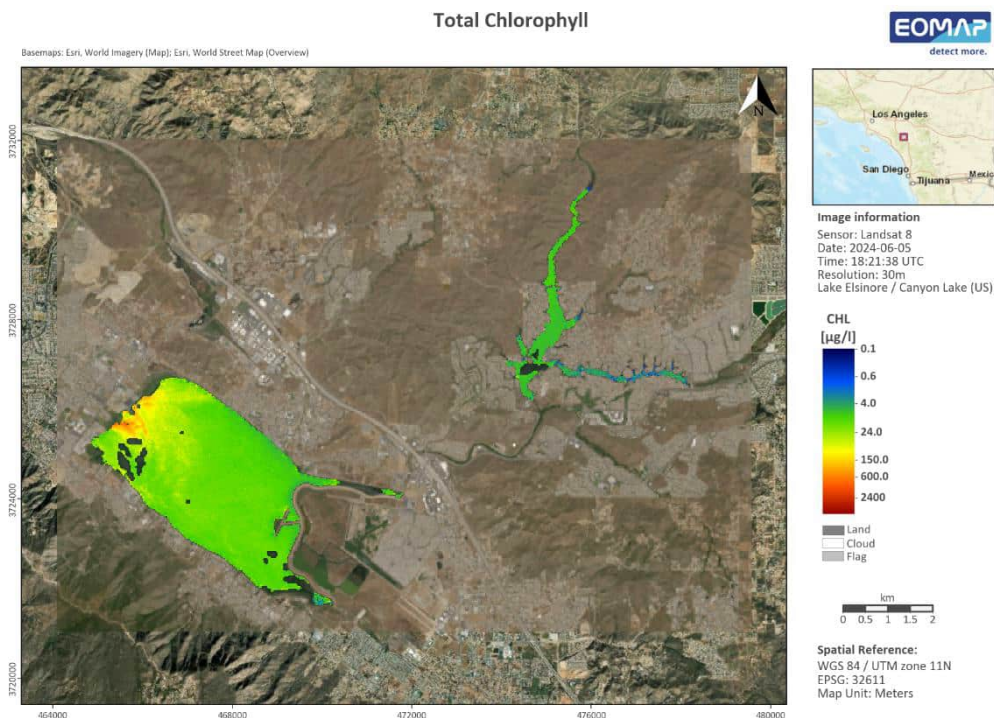 Total Chlorophyll
EOMAP
detect more.
Basemaps: Esri, World Imagery (Map); Esri, World Street Map (Overview)
N
Los Angeles
San Diego
Tijuana
Mexic
Image information
Sensor: Landsat 8
Date: 2024-06-05
Time: 18:21:38 UTC
Resolution: 30m
Lake Elsinore / Canyon Lake (US)
CHL
[µg/l]
0.1
4.0
24.0
150.0
600.0
2400
Land
Cloud
Flag
km
0 0.5 1 2
Spatial Reference:
WGS 84 / UTM zone 11N
EPSG: 32611
Map Unit: Meters
3732000
3728000
3724000
3720000
464000 468000 472000 476000 480000